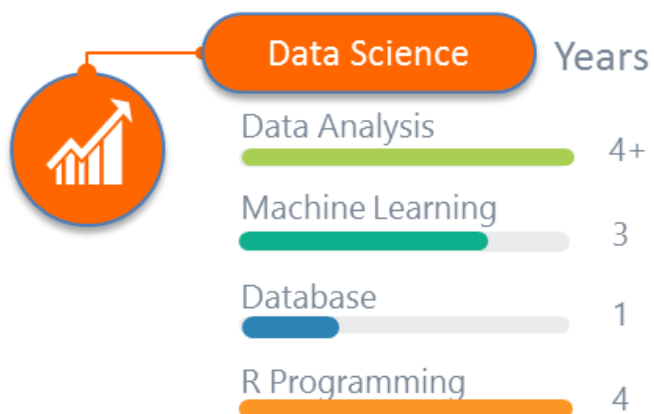 Data Science Years
Data Analysis 4+
Machine Learning 3
Database 1
R Programming 4